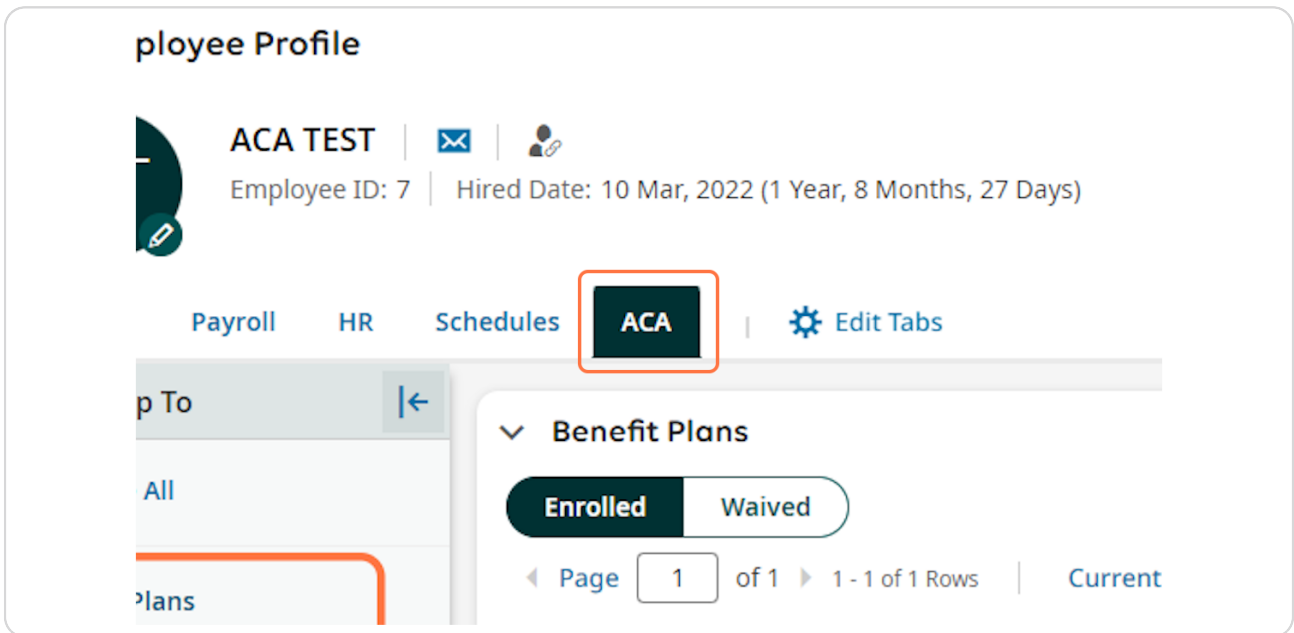 ployee Profile
ACA TEST
Employee ID: 7 Hired Date: 10 Mar, 2022 (1 Year, 8 Months, 27 Days)
Payroll HR Schedules ACA Edit Tabs
p To
Benefit Plans
All
Enrolled Waived
Page 1 of 1 1 - 1 of 1 Rows Current
Plans